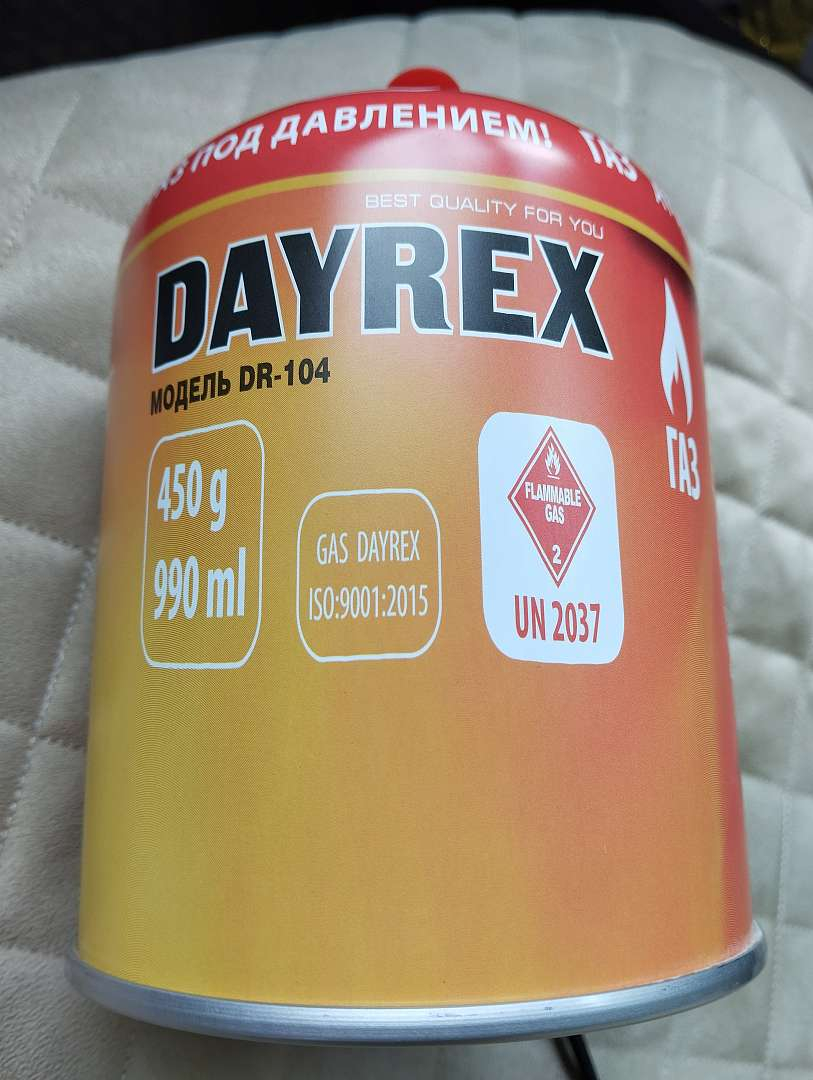 ГАЗ ПОД ДАВЛЕНИЕМ! ГАЗ
BEST QUALITY FOR YOU
DAYREX
МОДЕЛЬ DR-104
450 g
990 ml
GAS DAYREX
ISO:9001:2015
FLAMMABLE
GAS
2
UN 2037
ГАЗ